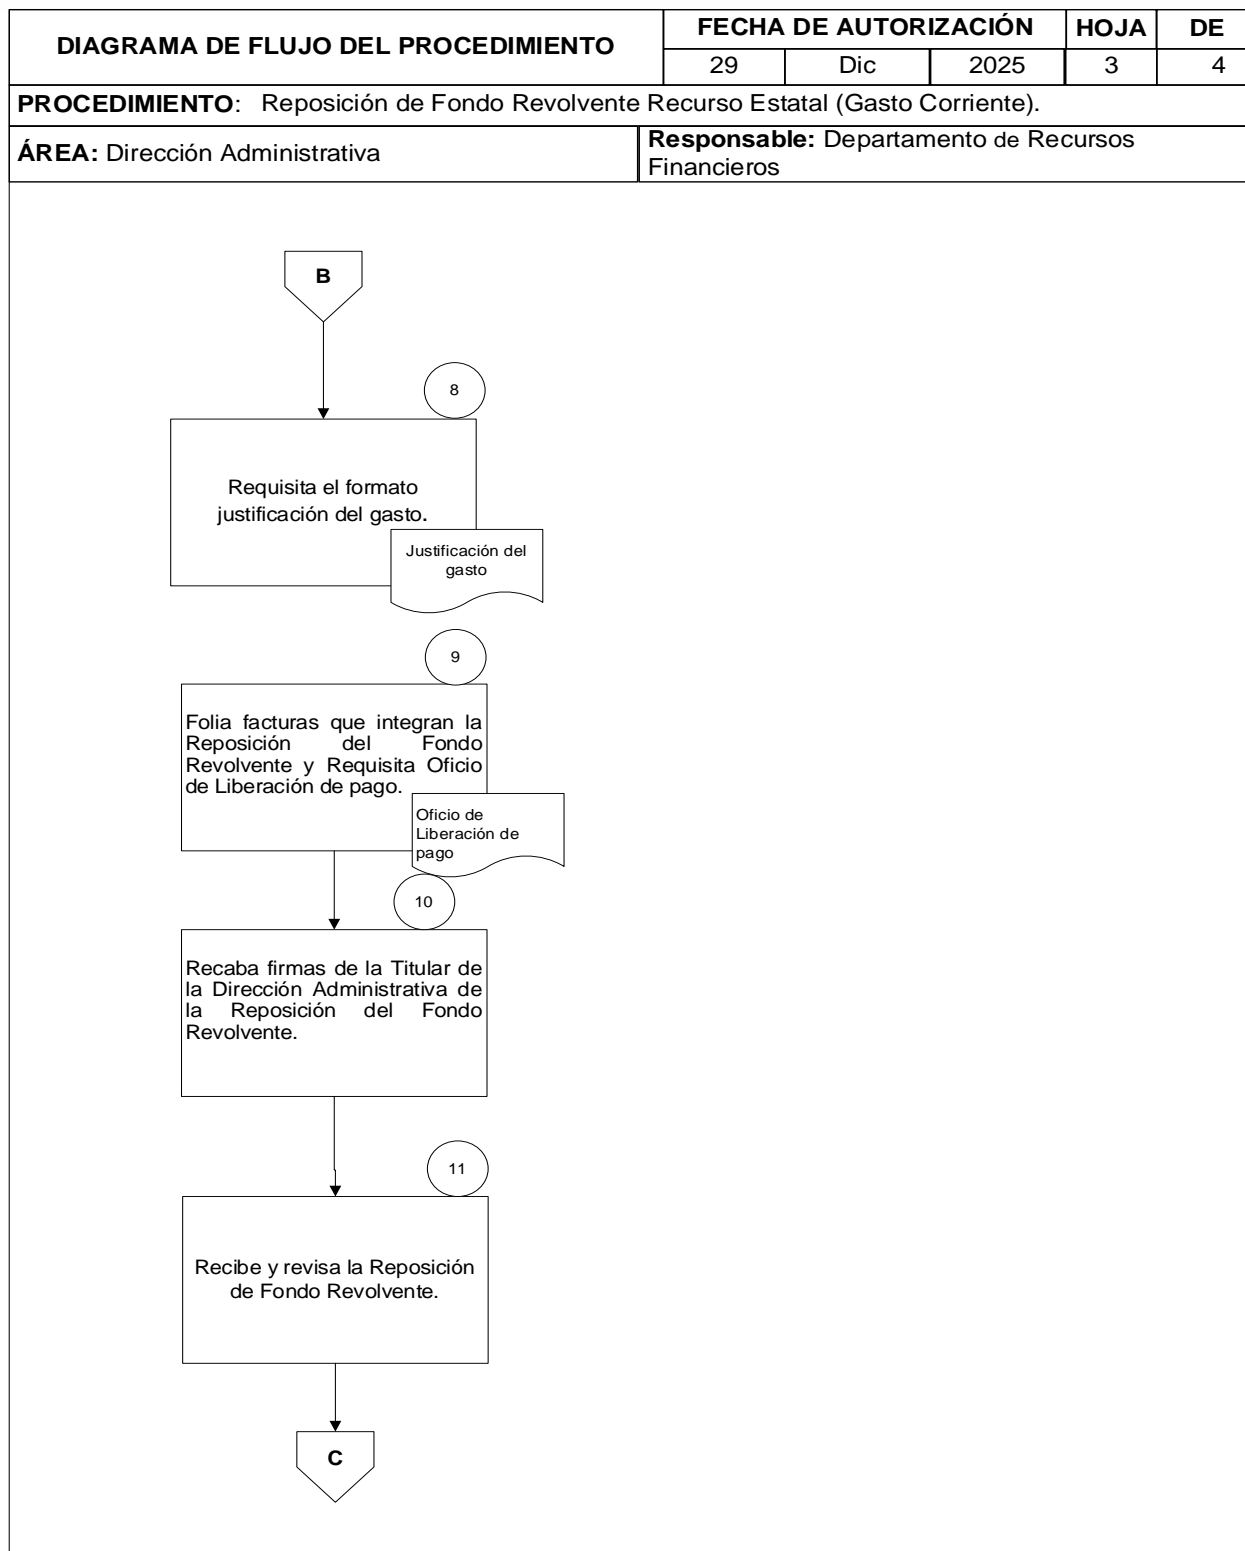 DIAGRAMA DE FLUJO DEL PROCEDIMIENTO
FECHA DE AUTORIZACIÓN
HOJA
DE
29
Dic
2025
3
4
PROCEDIMIENTO: Reposición de Fondo Revolvente Recurso Estatal (Gasto Corriente).
ÁREA: Dirección Administrativa
Responsable: Departamento de Recursos
Financieros
B
8
Requisita el formato
justificación del gasto.
Justificación del
gasto
9
Folia facturas que integran la
Reposición del Fondo
Revolvente y Requisita Oficio
de Liberación de pago.
Oficio de
Liberación de
pago
10
Recaba firmas de la Titular de
la Dirección Administrativa de
la Reposición del Fondo
Revolvente.
11
Recibe y revisa la Reposición
de Fondo Revolvente.
C